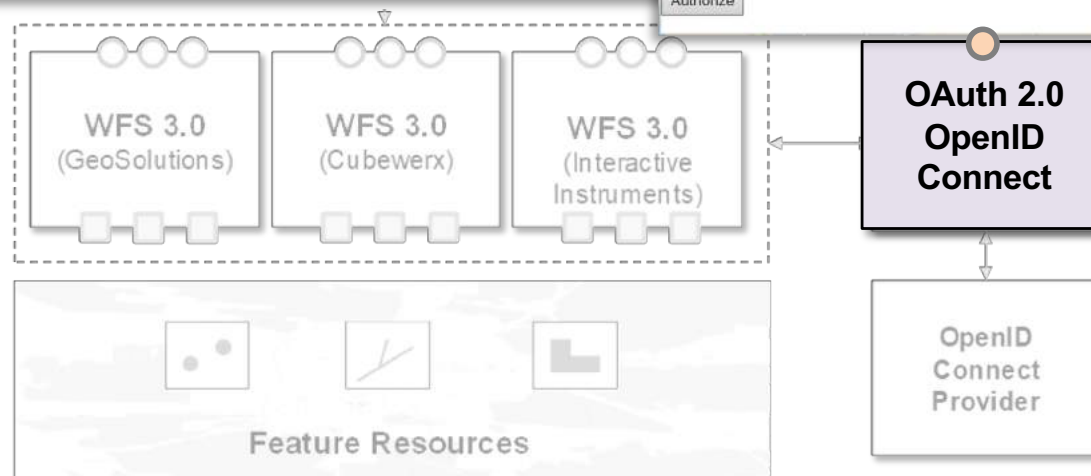 Authorize
WFS 3.0
(GeoSolutions)
WFS 3.0
(Cubewerx)
WFS 3.0
(Interactive
Instruments)
OAuth 2.0
OpenID
Connect
OpenID
Connect
Provider
Feature Resources